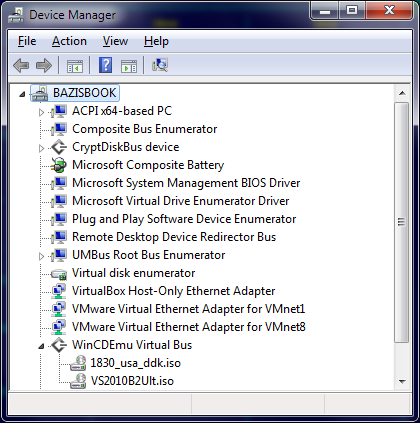 Device Manager
File Action View Help
BAZISBOOK
ACPI x64-based PC
Composite Bus Enumerator
CryptDiskBus device
Microsoft Composite Battery
Microsoft System Management BIOS Driver
Microsoft Virtual Drive Enumerator Driver
Plug and Play Software Device Enumerator
Remote Desktop Device Redirector Bus
UMBus Root Bus Enumerator
Virtual disk enumerator
VirtualBox Host-Only Ethernet Adapter
VMware Virtual Ethernet Adapter for VMnet1
VMware Virtual Ethernet Adapter for VMnet8
WinCDEmu Virtual Bus
1830_usa_ddk.iso
VS2010B2Ult.iso